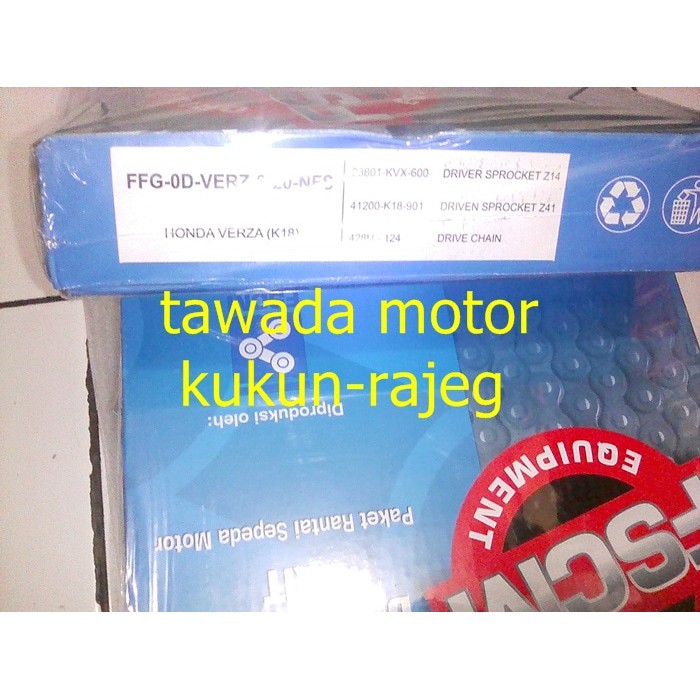 FFG-0D-VERZ
DRIVER SPROCKET Z14
41200-K18-901 DRIVEN SPROCKET Z41
HONDA VERZA (K18)
124 DRIVE CHAIN
tawada motor
kukun-rajeg
Diproduksi oleh:
Paket Rantai Sepeda Motor
EQUIPMENT